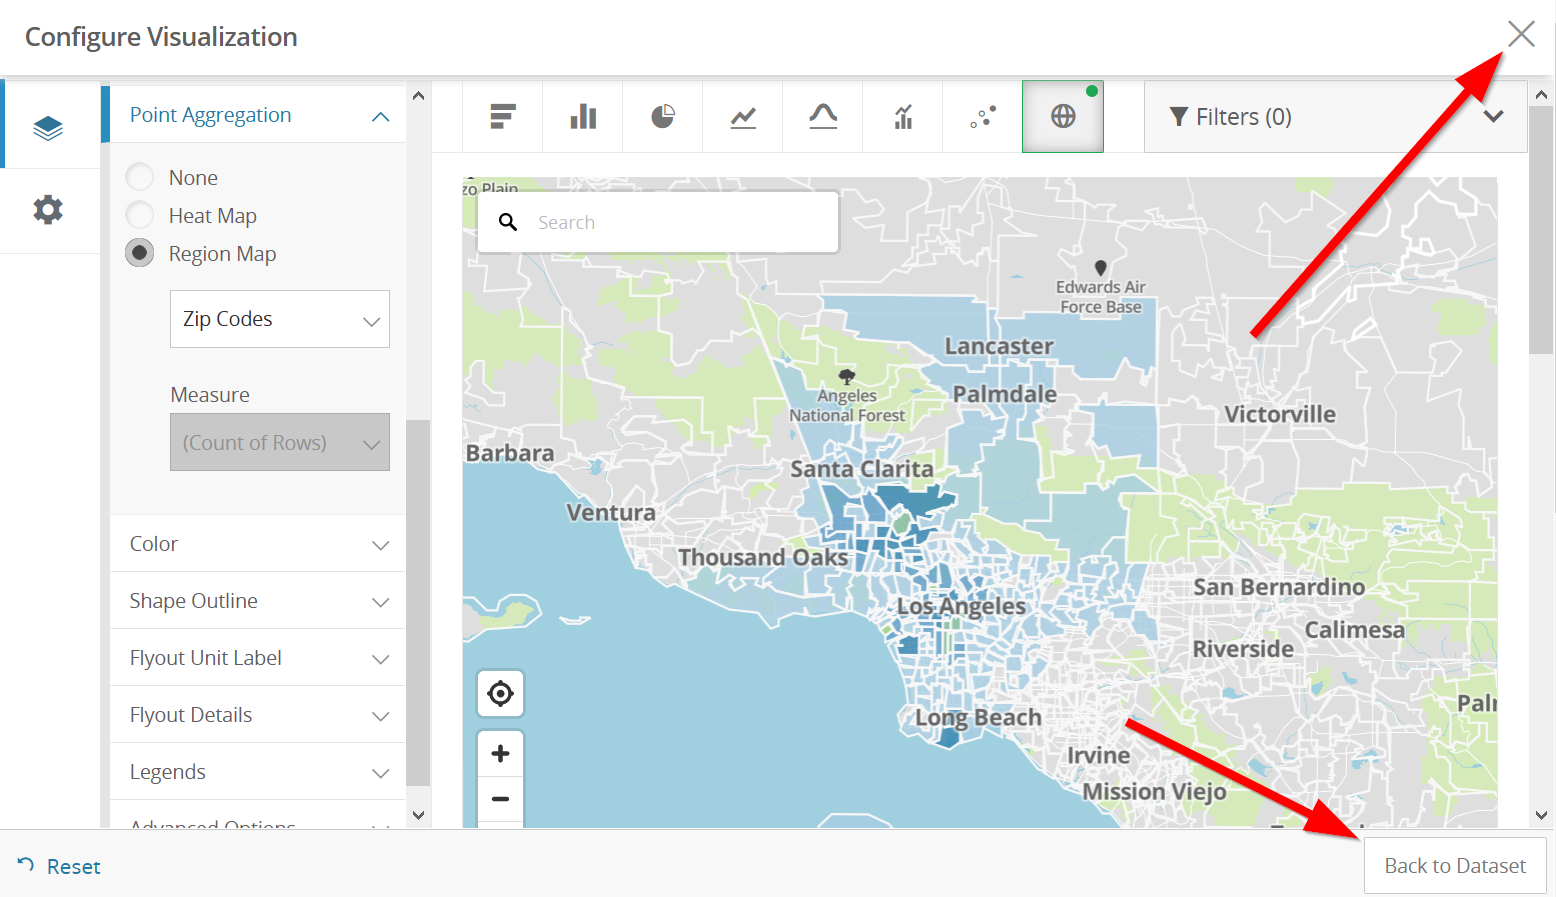 Configure Visualization
Point Aggregation
None
Heat Map
Region Map
Zip Codes
Measure
(Count of Rows)
Color
Shape Outline
Flyout Unit Label
Flyout Details
Legends
Advanced Options
Reset
Filters (0)
zo Plain
Search
Edwards Air
Force Base
Lancaster
Palmdale
Angeles
National Forest
Victorville
Barbara
Santa Clarita
Ventura
Thousand Oaks
San Bernardino
Los Angeles
Calimesa
Riverside
Long Beach
Irvine
Mission Viejo
Back to Dataset